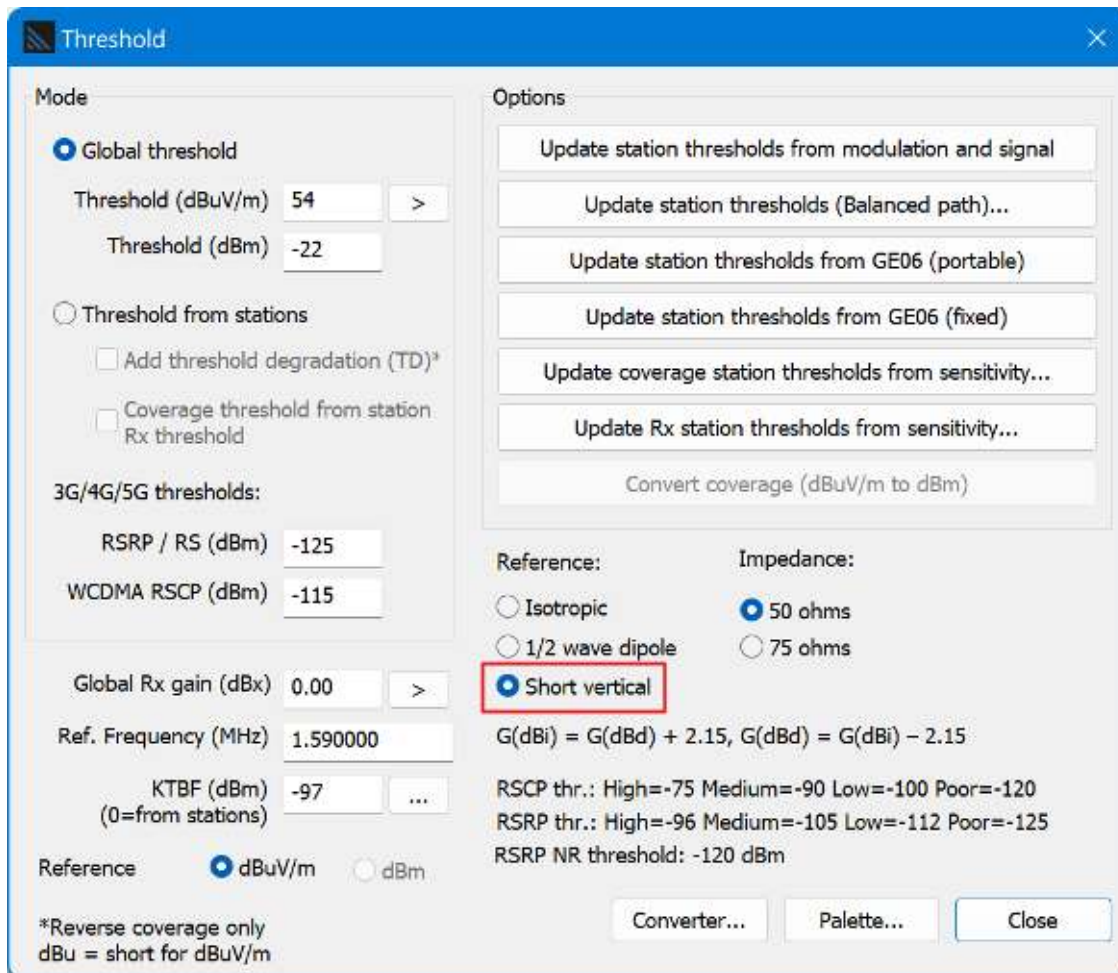 Threshold
Mode
Global threshold
Threshold (dBuV/m) 54 >
Threshold (dBm) -22
Threshold from stations
Add threshold degradation (TD)*
Coverage threshold from station
Rx threshold
3G/4G/5G thresholds:
RSRP / RS (dBm) -125
WCDMA RSCP (dBm) -115
Global Rx gain (dBx) 0.00 >
Ref. Frequency (MHz) 1.590000
KTBF (dBm) -97 ...
(0=from stations)
Reference dBuV/m dBm
*Reverse coverage only
dBu = short for dBuV/m
Options
Update station thresholds from modulation and signal
Update station thresholds (Balanced path)...
Update station thresholds from GE06 (portable)
Update station thresholds from GE06 (fixed)
Update coverage station thresholds from sensitivity...
Update Rx station thresholds from sensitivity...
Convert coverage (dBuV/m to dBm)
Reference: Impedance:
Isotropic 50 ohms
1/2 wave dipole 75 ohms
Short vertical
G(dBi) = G(dBd) + 2.15, G(dBd) = G(dBi) − 2.15
RSCP thr.: High=-75 Medium=-90 Low=-100 Poor=-120
RSRP thr.: High=-96 Medium=-105 Low=-112 Poor=-125
RSRP NR threshold: -120 dBm
Converter... Palette... Close